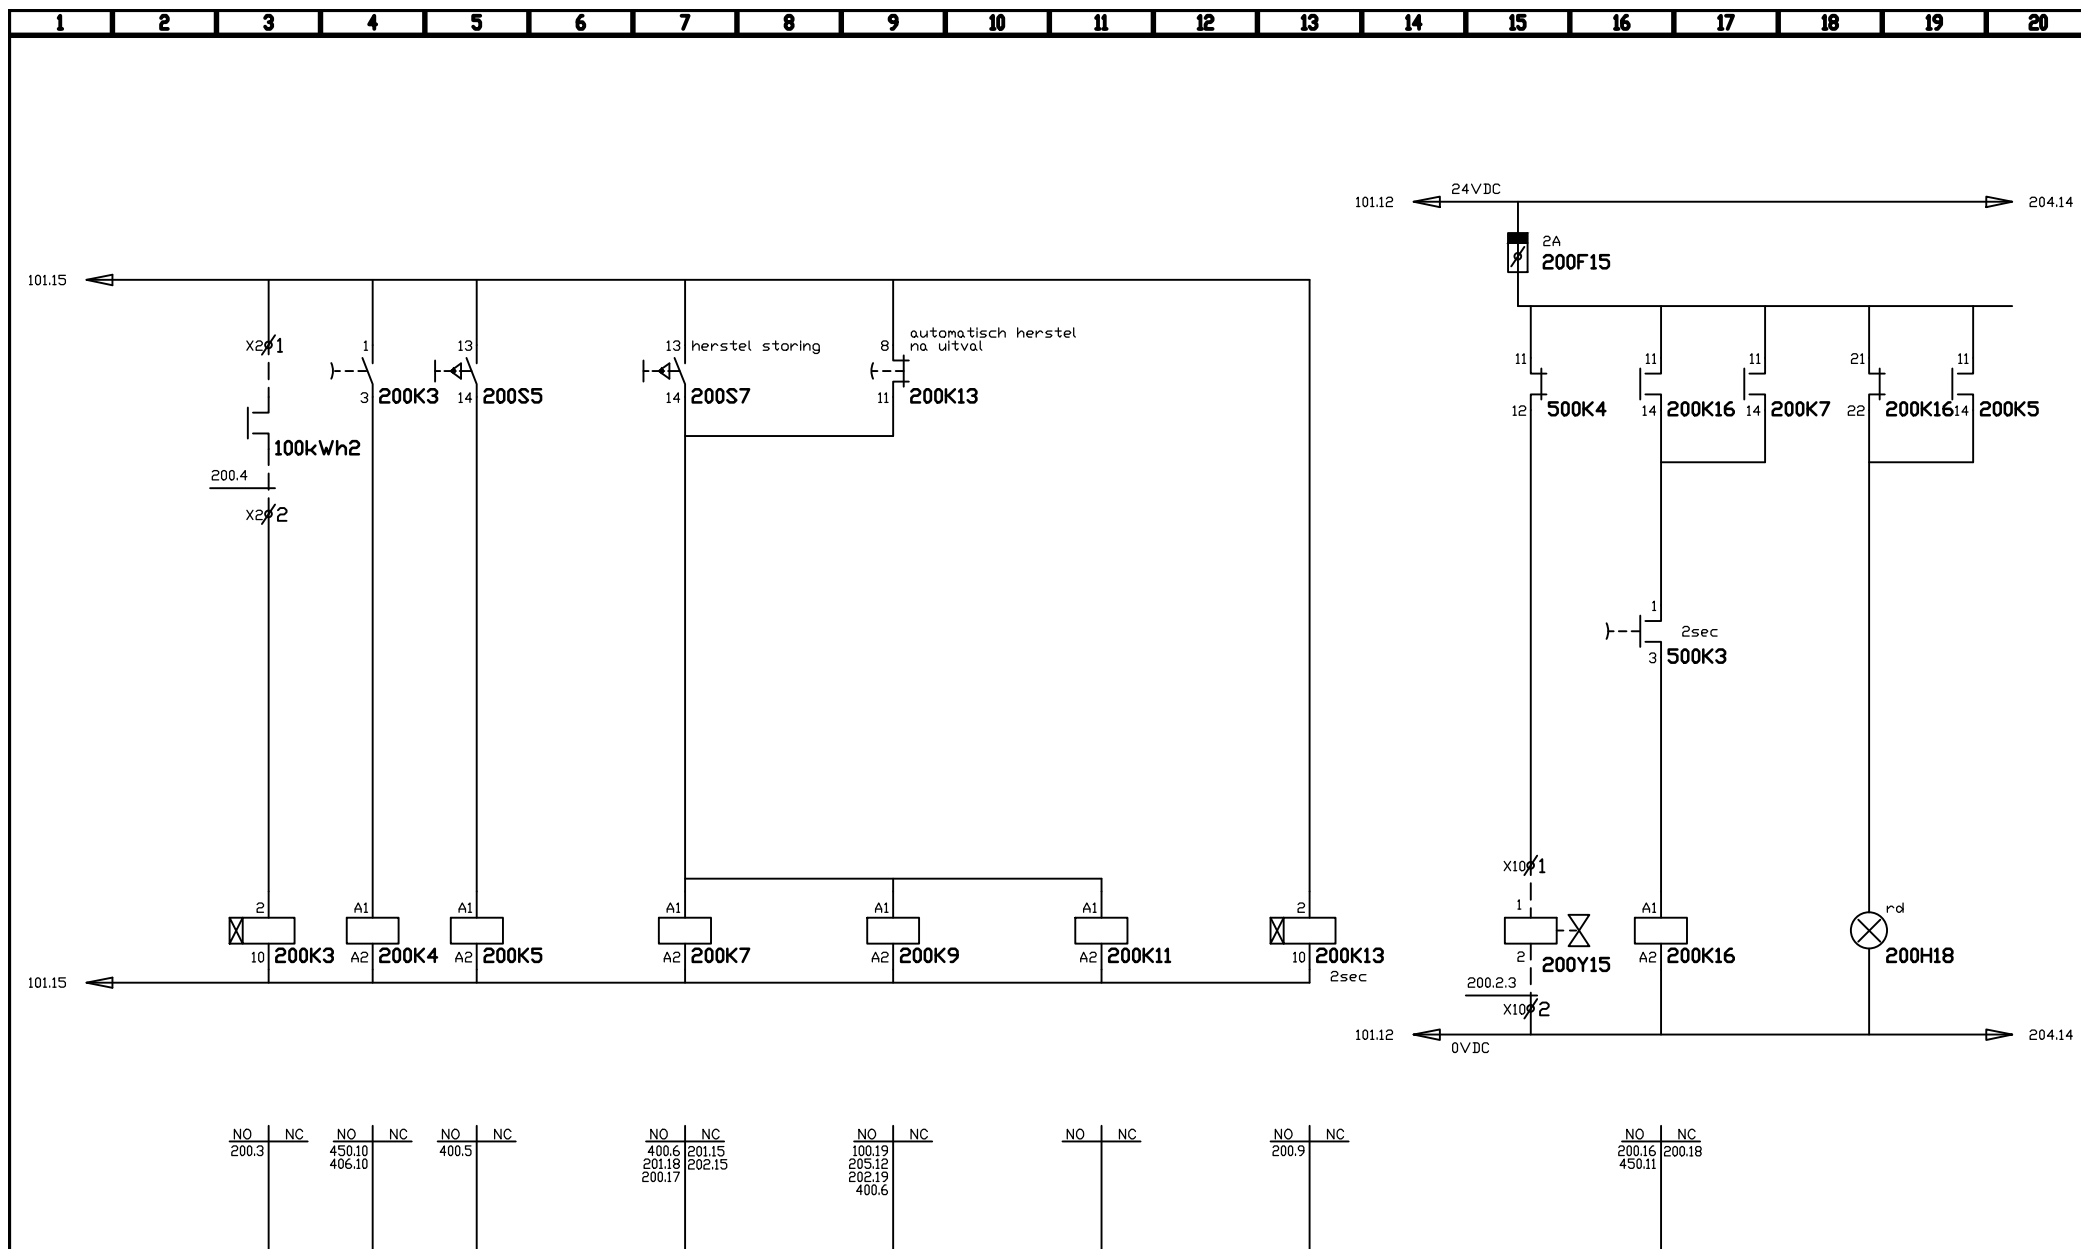 1 2 3 4 5 6 7 8 9 10 11 12 13 14 15 16 17 18 19 20
24VDC
101.12 204.14
2A
200F15
101.15
automatisch herstel
na uitval
X2 1 1 13 13 herstel storing 8
200K3 200S5 200S7 200K13
3 14 14 11
11 11 11 21 11
500K4 200K16 200K7 200K16 200K5
12 14 14 22 14
100kWh2
200.4
X2 2
1
2sec
500K3
3
X10 1
2 A1 A1 A1 A1 A1 2 1 A1 rd
200K3 200K4 200K5 200K7 200K9 200K11 200K13 200Y15 200K16 200H18
10 A2 A2 A2 A2 A2 10 2 A2
2sec
101.15
200.2.3
X10 2
101.12 204.14
0VDC
NO NC NO NC NO NC NO NC NO NC NO NC NO NC NO NC
200.3 450.10 400.5 400.6 201.15 100.19 200.9 200.16 200.18
406.10 201.18 202.15 205.12 450.11
200.17 202.19
400.6